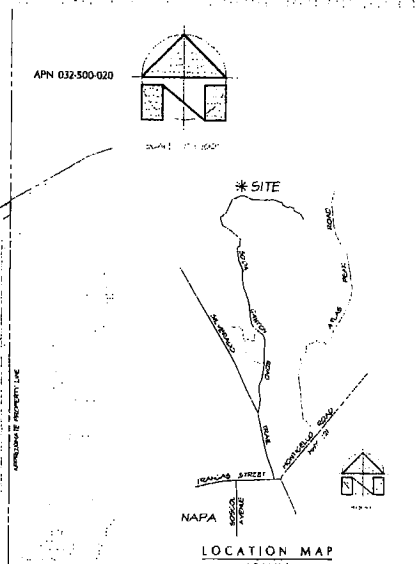 APN 032-500-020
SITE
SODA
CANYON
ROAD
SILVERADO
TRAIL
ATLAS
PEAK
ROAD
MONTICELLO ROAD
HWY 121
TRANCAS STREET
SOSCOL
AVENUE
NAPA
APPROXIMATE PROPERTY LINE
LOCATION MAP